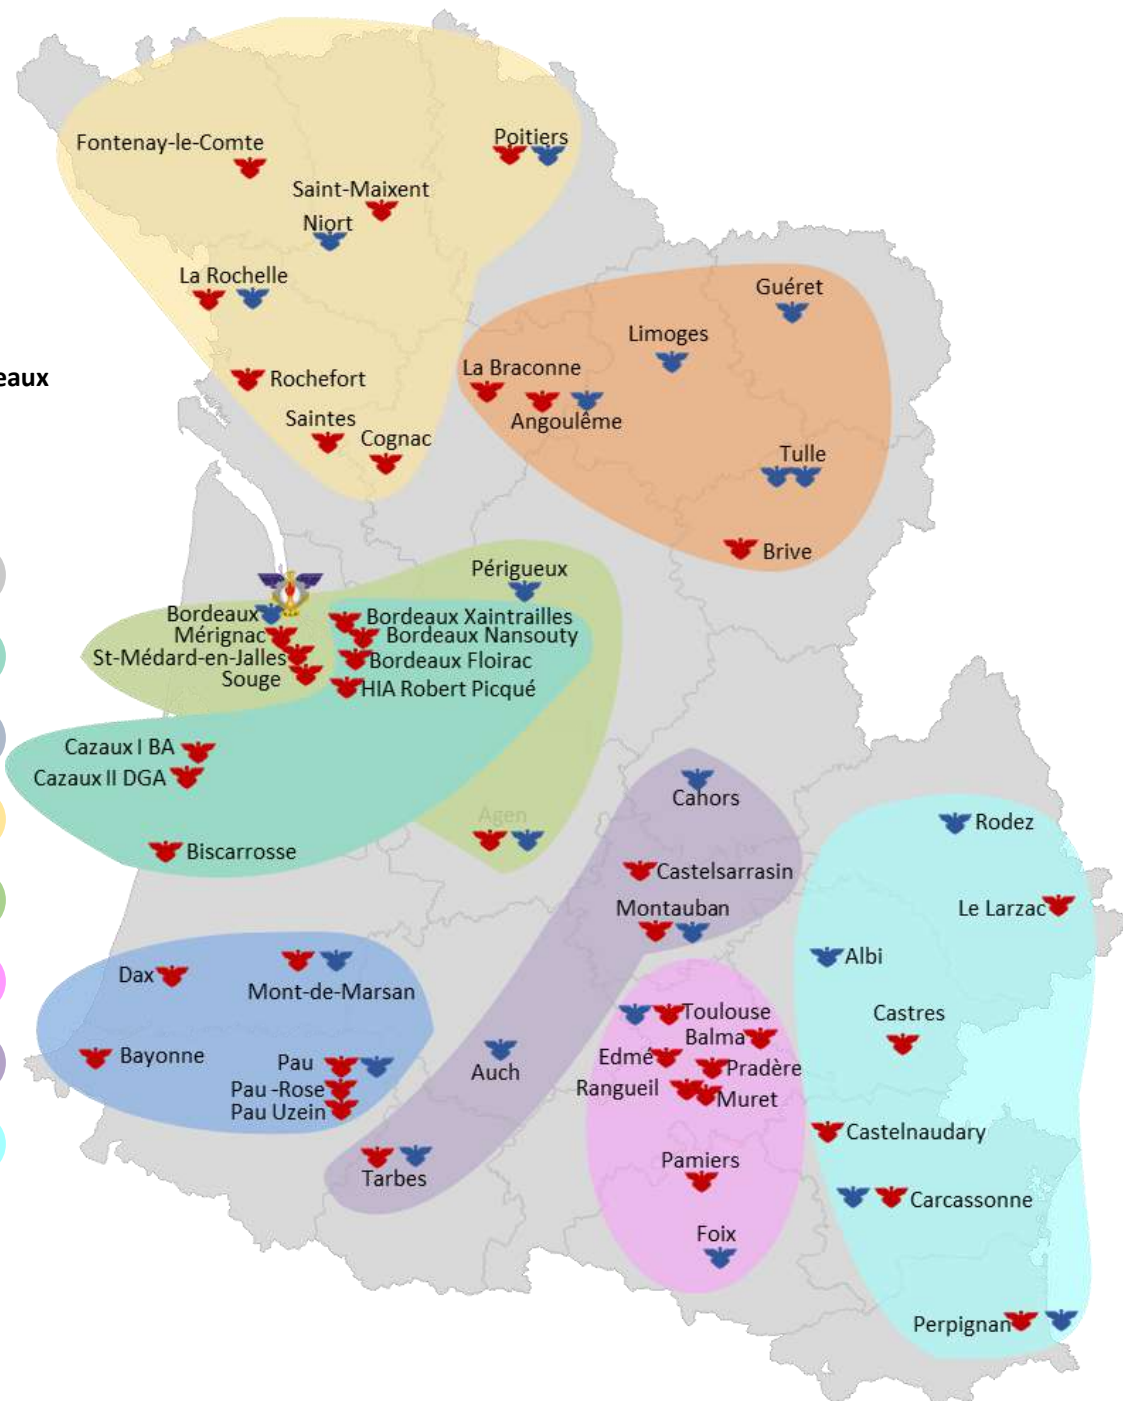 Fontenay-le-Comte
Poitiers
Saint-Maixent
Niort
La Rochelle
Guéret
Limoges
La Braconne
eaux
Rochefort
Angoulême
Saintes
Cognac
Tulle
Brive
Périgueux
Bordeaux
Bordeaux Xaintrailles
Mérignac
Bordeaux Nansouty
St-Médard-en-Jalles
Bordeaux Floirac
Souge
HIA Robert Picqué
Cazaux I BA
Cazaux II DGA
Cahors
Agen
Rodez
Biscarrosse
Castelsarrasin
Montauban
Le Larzac
Albi
Dax
Mont-de-Marsan
Toulouse
Castres
Balma
Bayonne
Edmé
Pau
Auch
Pradère
Pau -Rose
Rangueil
Muret
Pau Uzein
Castelnaudary
Pamiers
Tarbes
Carcassonne
Foix
Perpignan